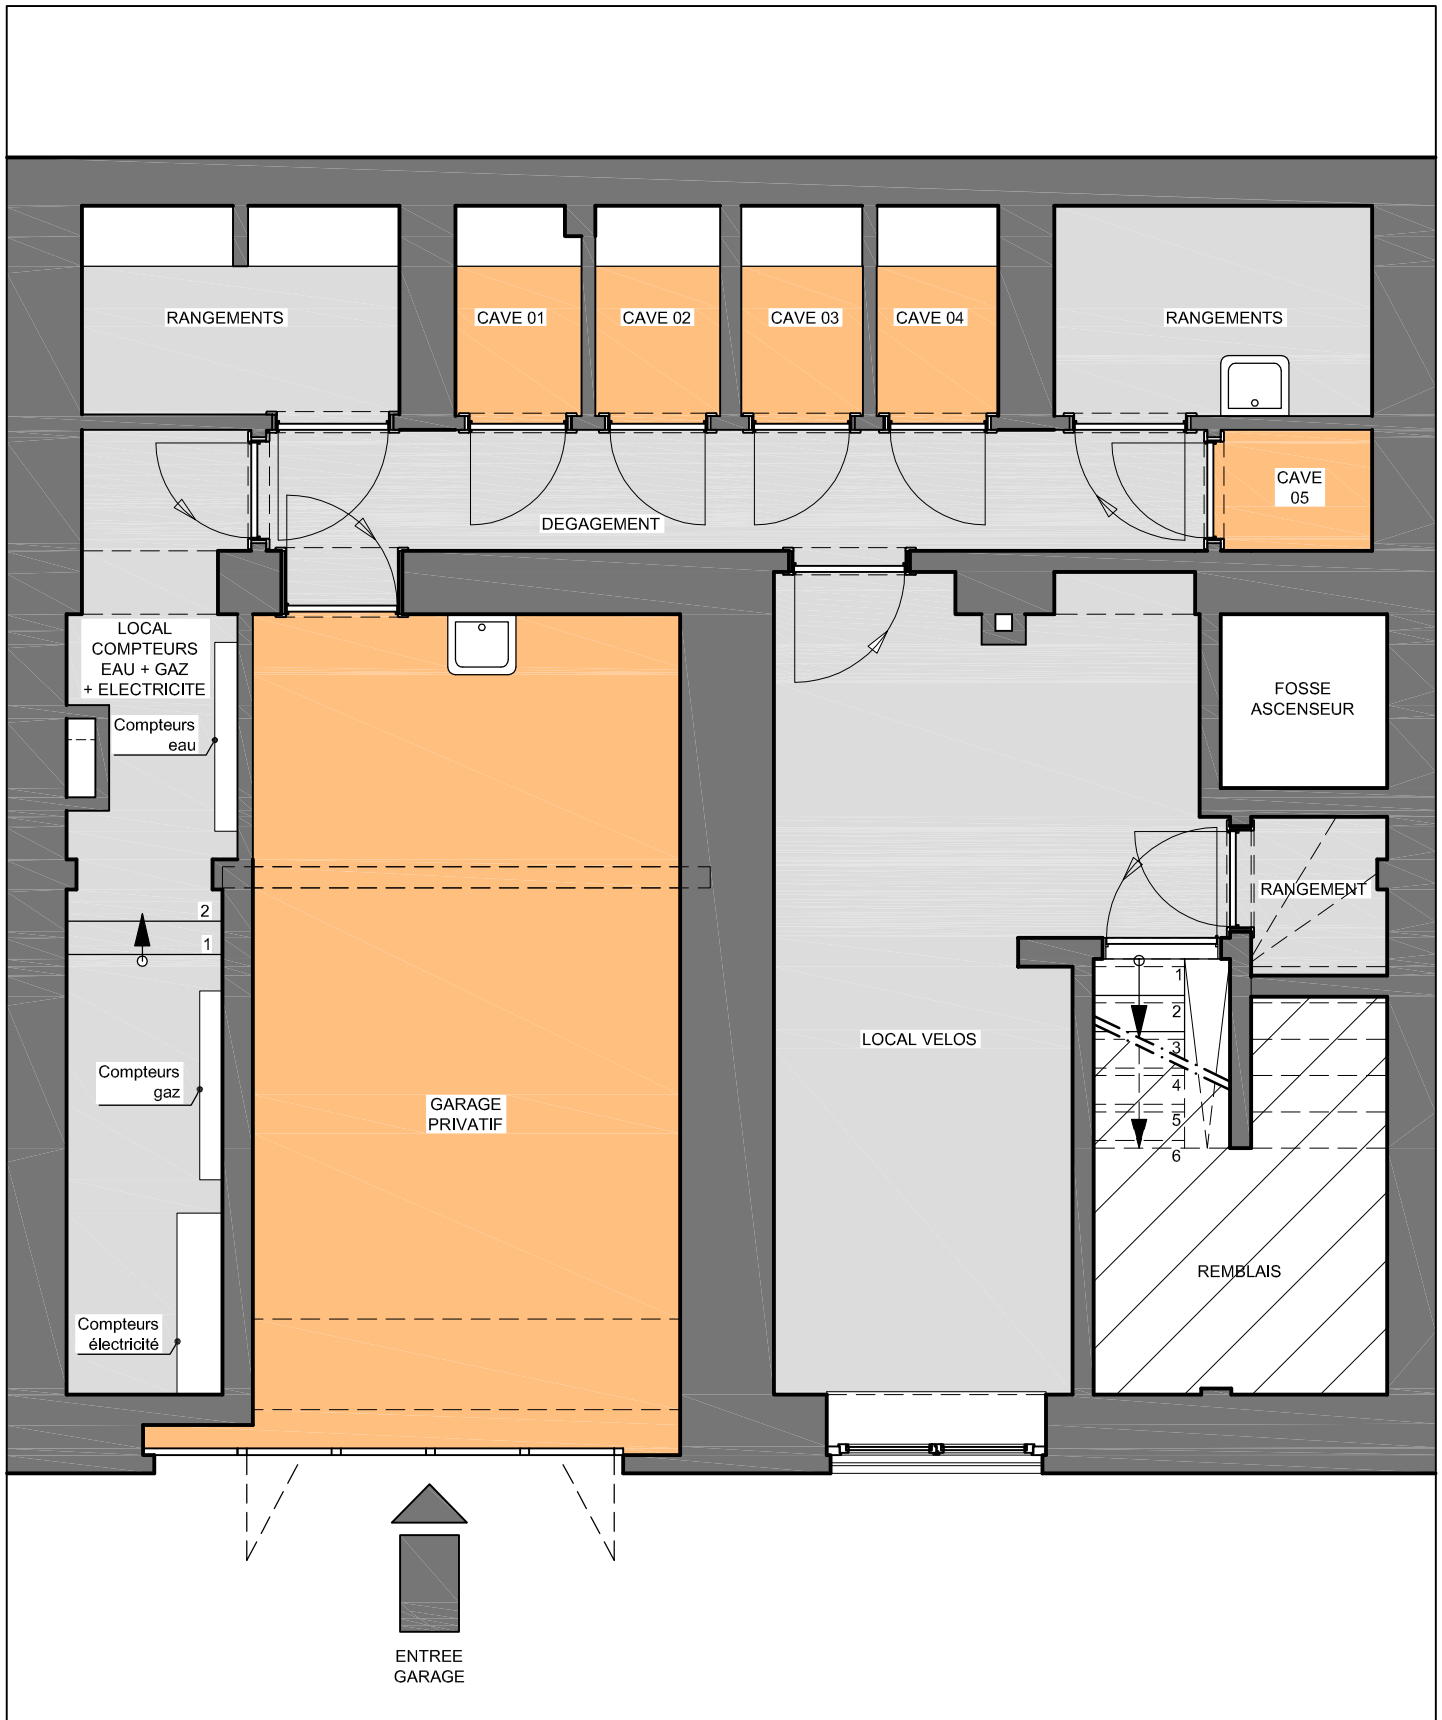 RANGEMENTS
CAVE 01
CAVE 02
CAVE 03
CAVE 04
RANGEMENTS
CAVE
05
DEGAGEMENT
LOCAL
COMPTEURS
EAU + GAZ
+ ELECTRICITE
Compteurs
eau
FOSSE
ASCENSEUR
RANGEMENT
2
1
1
2
3
4
5
6
LOCAL VELOS
Compteurs
gaz
GARAGE
PRIVATIF
REMBLAIS
Compteurs
électricité
ENTREE
GARAGE